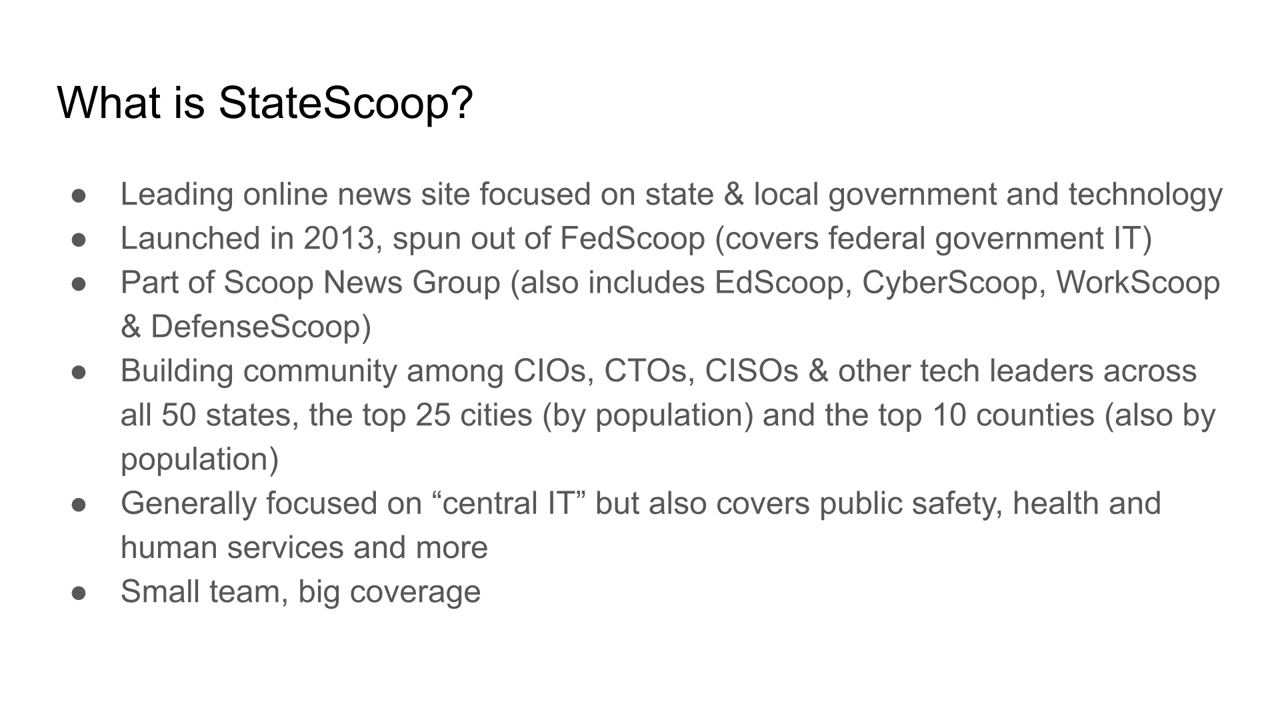 What is StateScoop?
● Leading online news site focused on state & local government and technology
● Launched in 2013, spun out of FedScoop (covers federal government IT)
● Part of Scoop News Group (also includes EdScoop, CyberScoop, WorkScoop
& DefenseScoop)
● Building community among CIOs, CTOs, CISOs & other tech leaders across
all 50 states, the top 25 cities (by population) and the top 10 counties (also by
population)
● Generally focused on “central IT” but also covers public safety, health and
human services and more
● Small team, big coverage